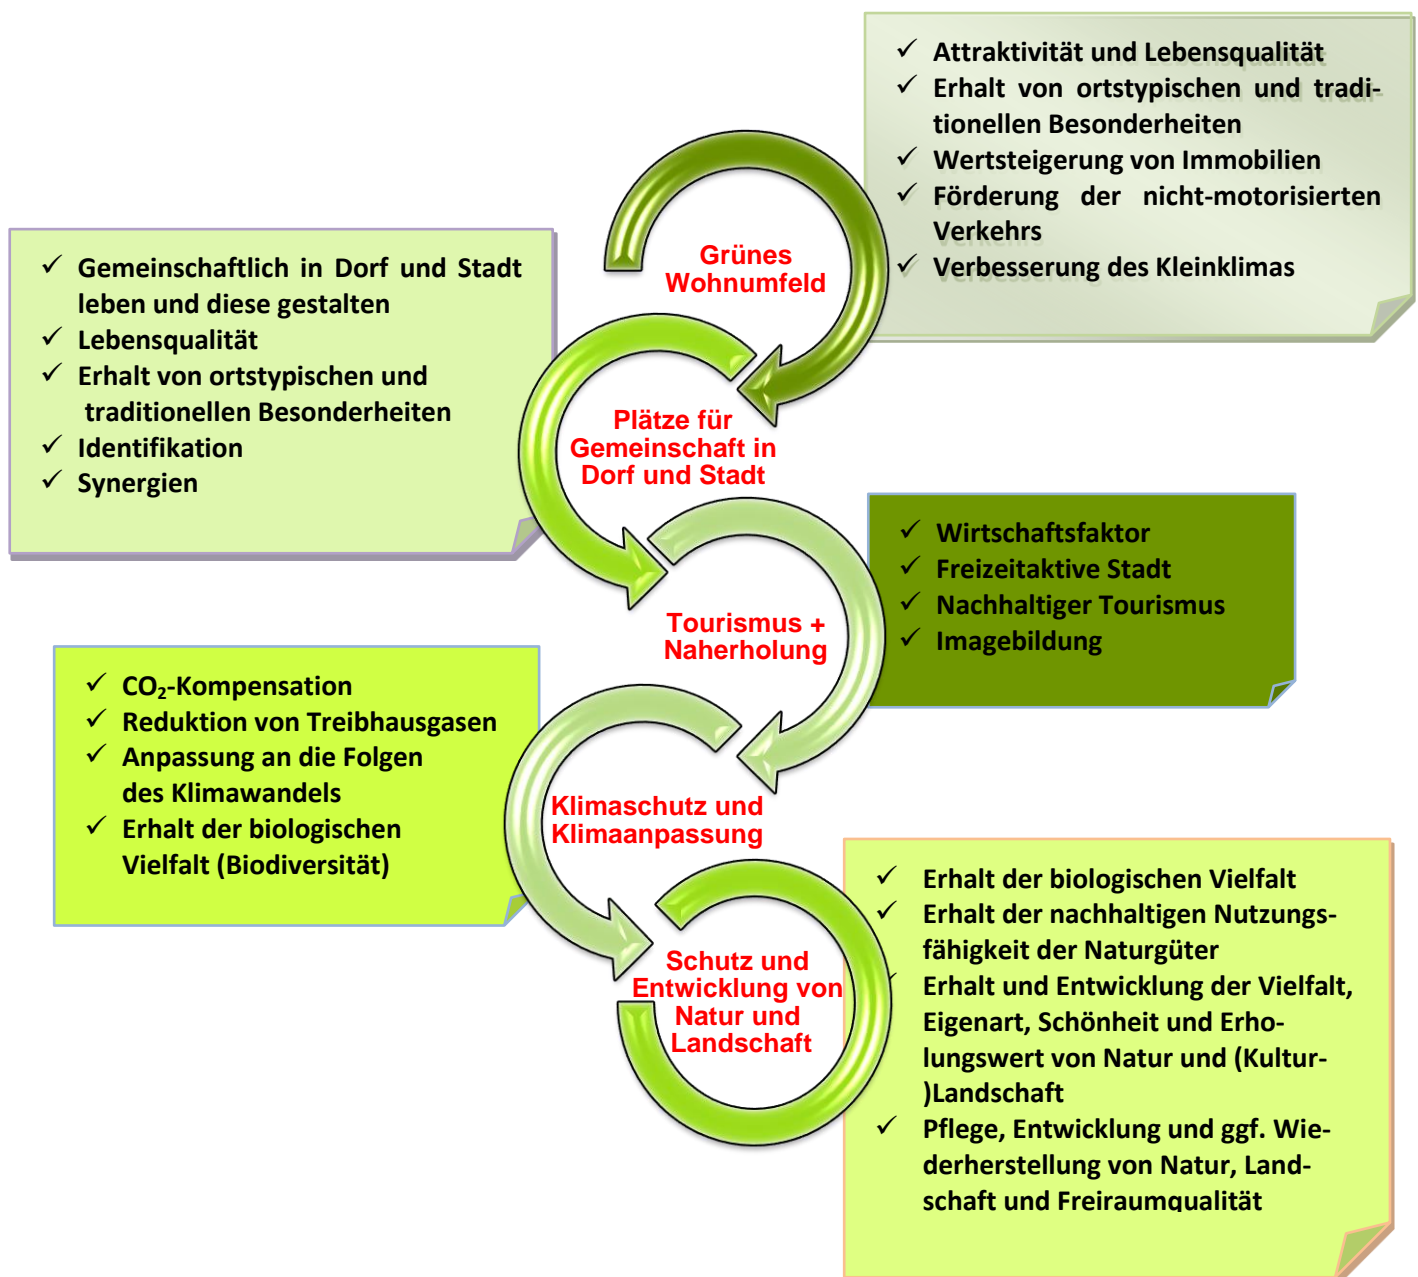 ✓ Attraktivität und Lebensqualität
✓ Erhalt von ortstypischen und tradi-
tionellen Besonderheiten
✓ Wertsteigerung von Immobilien
✓ Förderung der nicht-motorisierten
Verkehrs
✓ Verbesserung des Kleinklimas
Grünes
Wohnumfeld
✓ Gemeinschaftlich in Dorf und Stadt
leben und diese gestalten
✓ Lebensqualität
✓ Erhalt von ortstypischen und
traditionellen Besonderheiten
✓ Identifikation
✓ Synergien
Plätze für
Gemeinschaft in
Dorf und Stadt
✓ Wirtschaftsfaktor
✓ Freizeitaktive Stadt
✓ Nachhaltiger Tourismus
✓ Imagebildung
Tourismus +
Naherholung
✓ CO₂-Kompensation
✓ Reduktion von Treibhausgasen
✓ Anpassung an die Folgen
des Klimawandels
✓ Erhalt der biologischen
Vielfalt (Biodiversität)
Klimaschutz und
Klimaanpassung
✓ Erhalt der biologischen Vielfalt
✓ Erhalt der nachhaltigen Nutzungs-
fähigkeit der Naturgüter
✓ Erhalt und Entwicklung der Vielfalt,
Eigenart, Schönheit und Erho-
lungswert von Natur und (Kultur-
)Landschaft
✓ Pflege, Entwicklung und ggf. Wie-
derherstellung von Natur, Land-
schaft und Freiraumqualität
Schutz und
Entwicklung von
Natur und
Landschaft